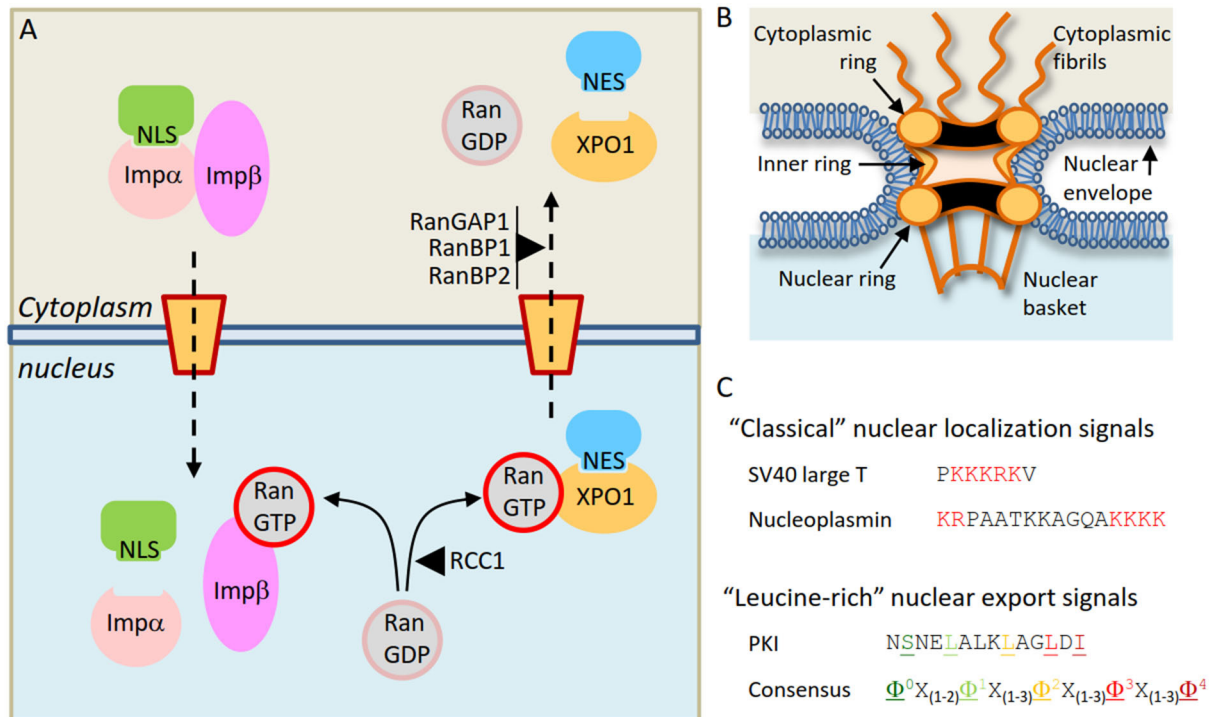 A
NLS
Impα
Impβ
Ran
GDP
NES
XPO1
RanGAP1
RanBP1
RanBP2
Cytoplasm
nucleus
NLS
Impα
Ran
GTP
Impβ
Ran
GTP
NES
XPO1
RCC1
Ran
GDP
B
Cytoplasmic
ring
Cytoplasmic
fibrils
Inner ring
Nuclear
envelope
Nuclear ring
Nuclear
basket
C
“Classical” nuclear localization signals
SV40 large T PKKKRKV
Nucleoplasmin KRPAATKKAGQAKKKK
“Leucine-rich” nuclear export signals
PKI NSNELALKLAGLDI
Consensus Φ⁰X(1-2)Φ¹X(1-3)Φ²X(1-3)Φ³X(1-3)Φ⁴